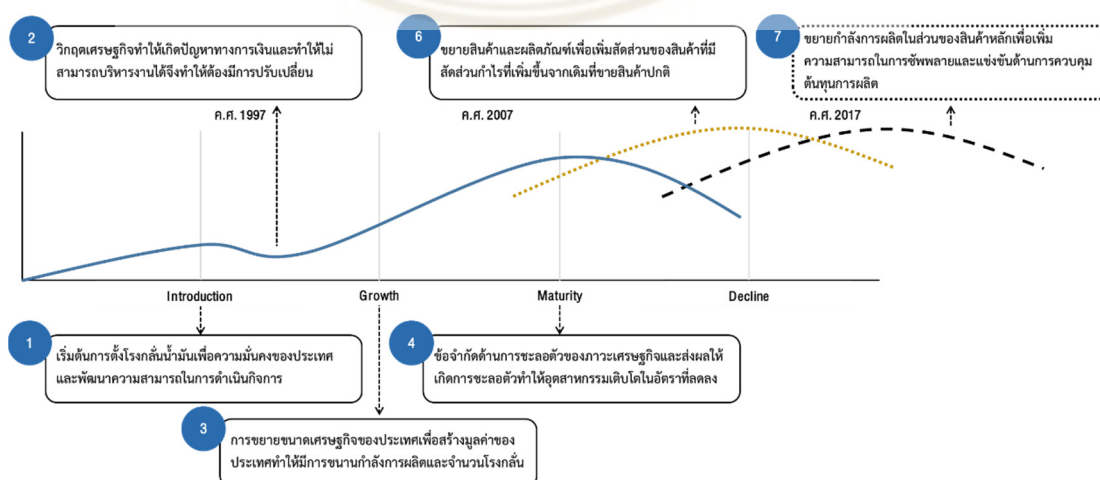 2
วิกฤตเศรษฐกิจทำให้เกิดปัญหาทางการเงินและทำให้ไม่
สามารถบริหารงานได้จึงทำให้ต้องมีการปรับเปลี่ยน
6
ขยายสินค้าและผลิตภัณฑ์เพื่อเพิ่มสัดส่วนของสินค้าที่มี
สัดส่วนกำไรที่เพิ่มขึ้นจากเดิมที่ขายสินค้าปกติ
7
ขยายกำลังการผลิตในส่วนของสินค้าหลักเพื่อเพิ่ม
ความสามารถในการซัพพลายและแข่งขันด้านการควบคุม
ต้นทุนการผลิต
ค.ศ. 1997
ค.ศ. 2007
ค.ศ. 2017
Introduction
Growth
Maturity
Decline
1
เริ่มต้นการตั้งโรงกลั่นน้ำมันเพื่อความมั่นคงของประเทศ
และพัฒนาความสามารถในการดำเนินกิจการ
4
ข้อจำกัดด้านการชะลอตัวของภาวะเศรษฐกิจและส่งผลให้
เกิดการชะลอตัวทำให้อุตสาหกรรมเติบโตในอัตราที่ลดลง
3
การขยายขนาดเศรษฐกิจของประเทศเพื่อสร้างมูลค่าของ
ประเทศทำให้มีการขนานกำลังการผลิตและจำนวนโรงกลั่น